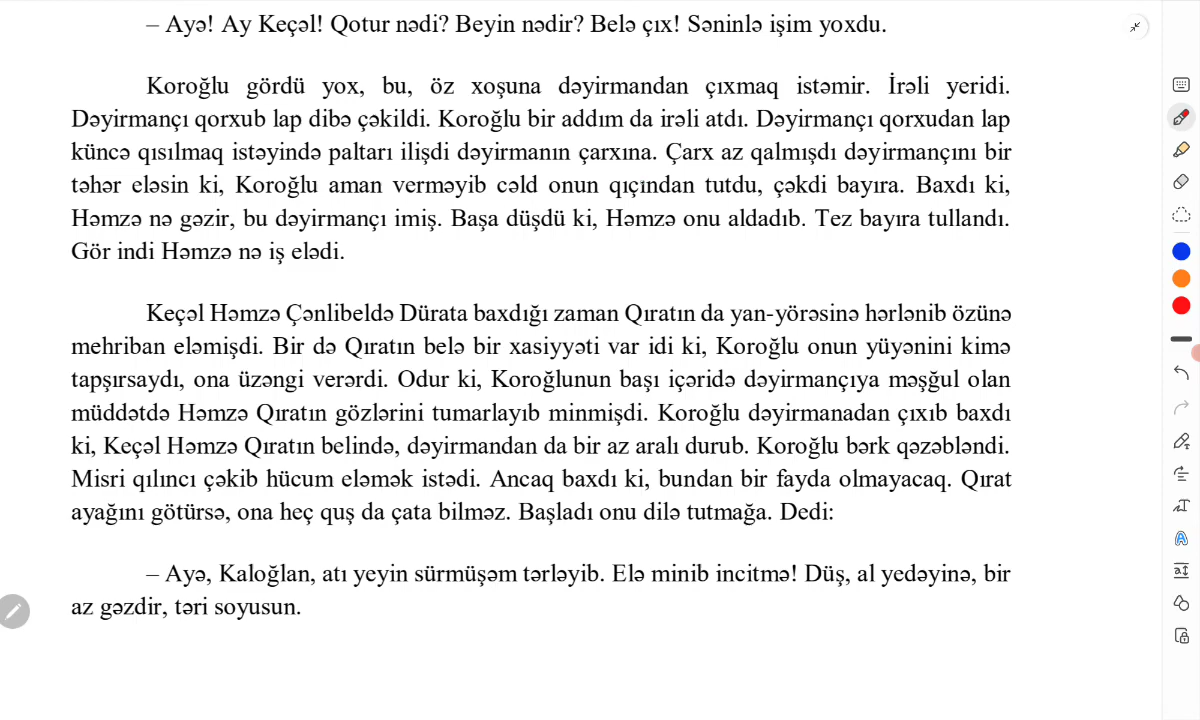 – Ayə! Ay Keçəl! Qotur nədi? Beyin nədir? Belə çıx! Səninlə işim yoxdu.
Koroğlu gördü yox, bu, öz xoşuna dəyirmandan çıxmaq istəmir. İrəli yeridi.
Dəyirmançı qorxub lap dibə çəkildi. Koroğlu bir addım da irəli atdı. Dəyirmançı qorxudan lap
küncə qısılmaq istəyində paltarı ilişdi dəyirmanın çarxına. Çarx az qalmışdı dəyirmançını bir
təhər eləsin ki, Koroğlu aman verməyib cəld onun qıçından tutdu, çəkdi bayıra. Baxdı ki,
Həmzə nə gəzir, bu dəyirmançı imiş. Başa düşdü ki, Həmzə onu aldadıb. Tez bayıra tullandı.
Gör indi Həmzə nə iş elədi.
Keçəl Həmzə Çənlibeldə Dürata baxdığı zaman Qıratın da yan-yörəsinə hərlənib özünə
mehriban eləmişdi. Bir də Qıratın belə bir xasiyyəti var idi ki, Koroğlu onun yüyənini kimə
tapşırsaydı, ona üzəngi verərdi. Odur ki, Koroğlunun başı içəridə dəyirmançıya məşğul olan
müddətdə Həmzə Qıratın gözlərini tumarlayıb minmişdi. Koroğlu dəyirmanadan çıxıb baxdı
ki, Keçəl Həmzə Qıratın belində, dəyirmandan da bir az aralı durub. Koroğlu bərk qəzəbləndi.
Misri qılıncı çəkib hücum eləmək istədi. Ancaq baxdı ki, bundan bir fayda olmayacaq. Qırat
ayağını götürsə, ona heç quş da çata bilməz. Başladı onu dilə tutmağa. Dedi:
– Ayə, Kaloğlan, atı yeyin sürmüşəm tərləyib. Elə minib incitmə! Düş, al yedəyinə, bir
az gəzdir, təri soyusun.